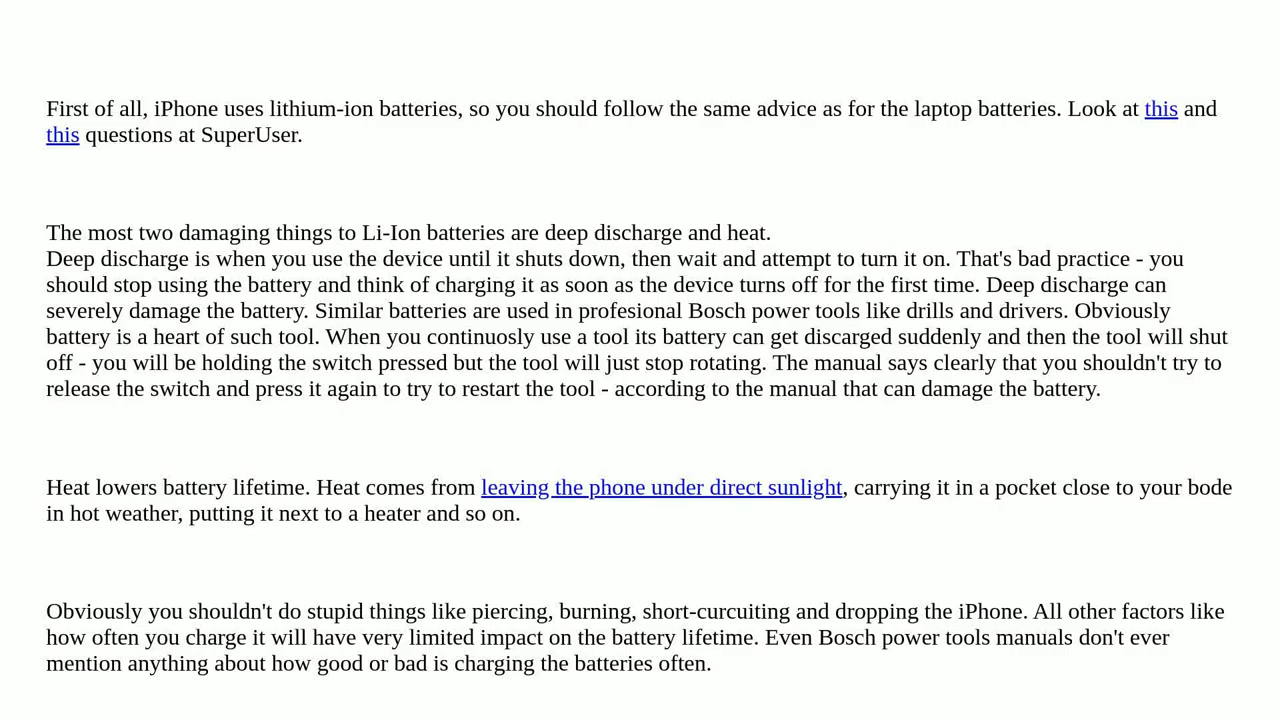 First of all, iPhone uses lithium-ion batteries, so you should follow the same advice as for the laptop batteries. Look at this and
this questions at SuperUser.
The most two damaging things to Li-Ion batteries are deep discharge and heat.
Deep discharge is when you use the device until it shuts down, then wait and attempt to turn it on. That's bad practice - you
should stop using the battery and think of charging it as soon as the device turns off for the first time. Deep discharge can
severely damage the battery. Similar batteries are used in profesional Bosch power tools like drills and drivers. Obviously
battery is a heart of such tool. When you continuosly use a tool its battery can get discarged suddenly and then the tool will shut
off - you will be holding the switch pressed but the tool will just stop rotating. The manual says clearly that you shouldn't try to
release the switch and press it again to try to restart the tool - according to the manual that can damage the battery.
Heat lowers battery lifetime. Heat comes from leaving the phone under direct sunlight, carrying it in a pocket close to your bode
in hot weather, putting it next to a heater and so on.
Obviously you shouldn't do stupid things like piercing, burning, short-curcuiting and dropping the iPhone. All other factors like
how often you charge it will have very limited impact on the battery lifetime. Even Bosch power tools manuals don't ever
mention anything about how good or bad is charging the batteries often.